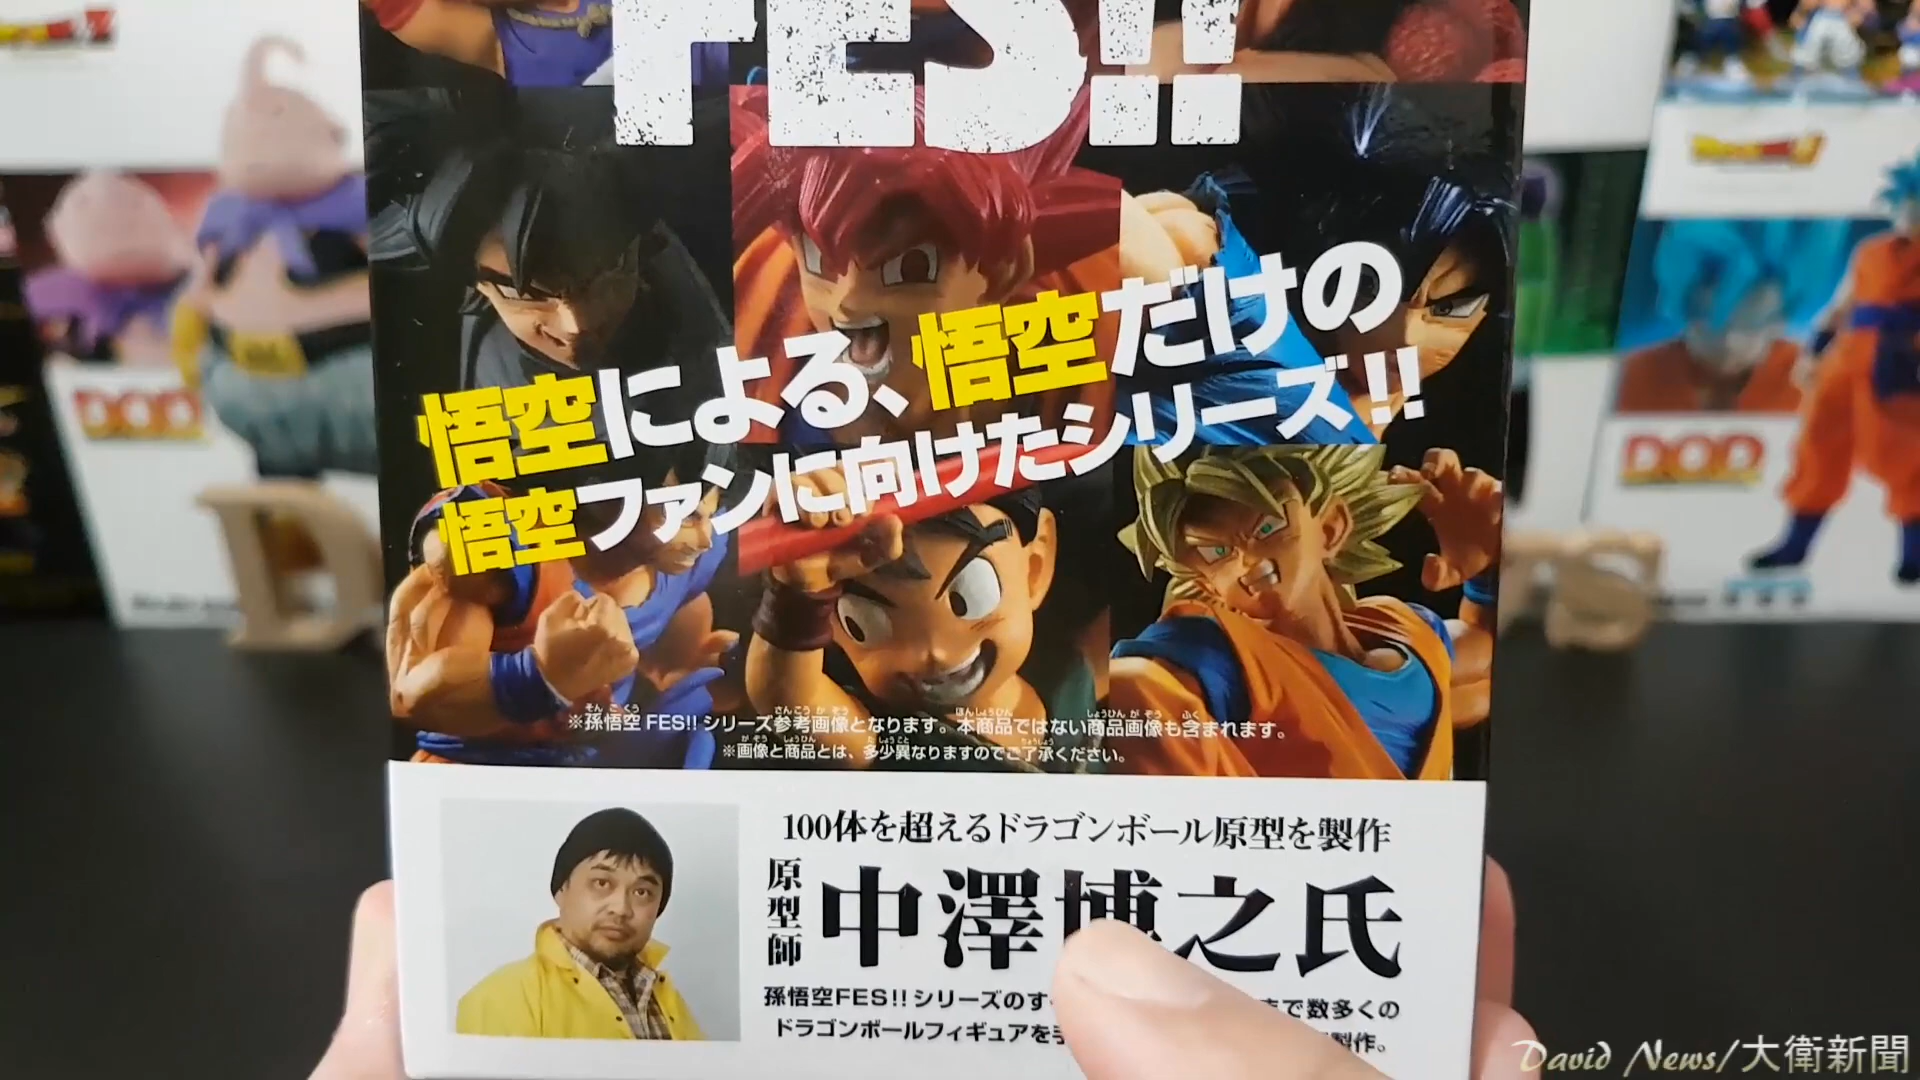 FES!!
悟空による、悟空だけの
悟空ファンに向けたシリーズ!!
※孫悟空FES!!シリーズ参考画像となります。本商品ではない商品画像も含まれます。
※画像と商品とは、多少異なりますのでご了承ください。
100体を超えるドラゴンボール原型を製作
原型師
中澤博之氏
孫悟空FES!!シリーズのす
まで数多くの
ドラゴンボールフィギュアを手
製作。
DOD
DOD
David News/大衛新聞